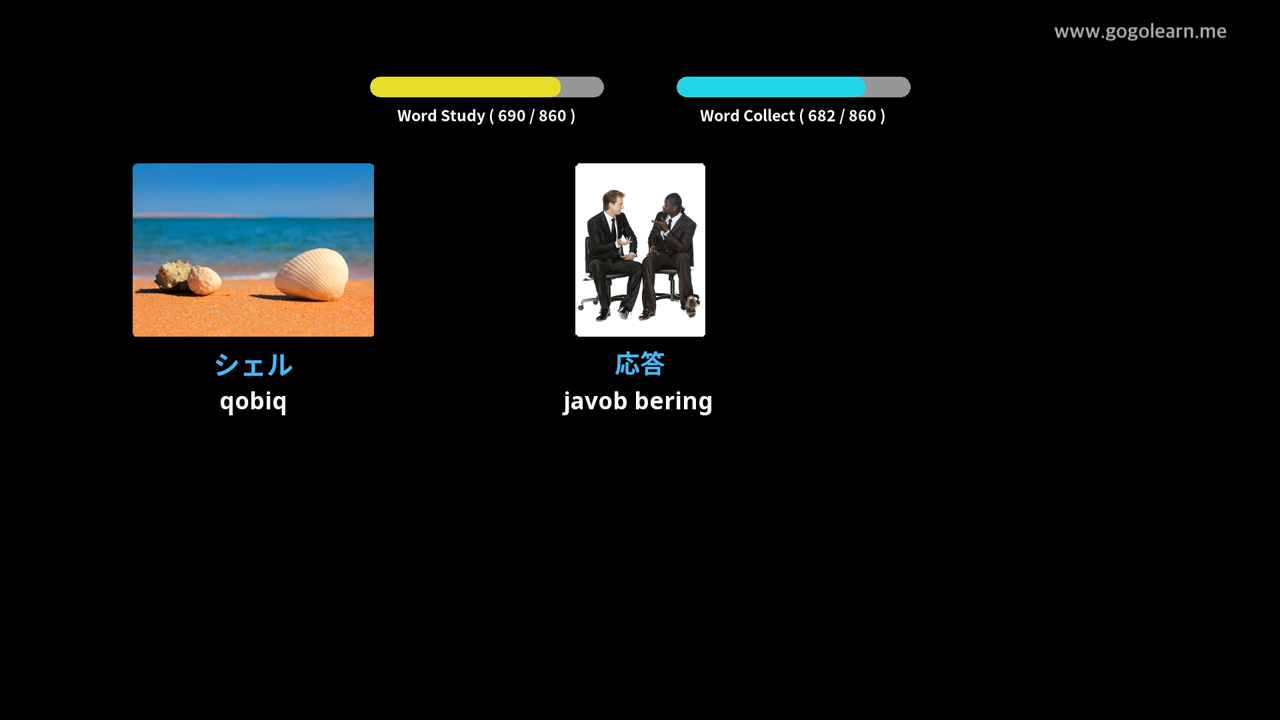 www.gogolearn.me
Word Study ( 690 / 860 )
Word Collect ( 682 / 860 )
シェル
qobiq
応答
javob bering